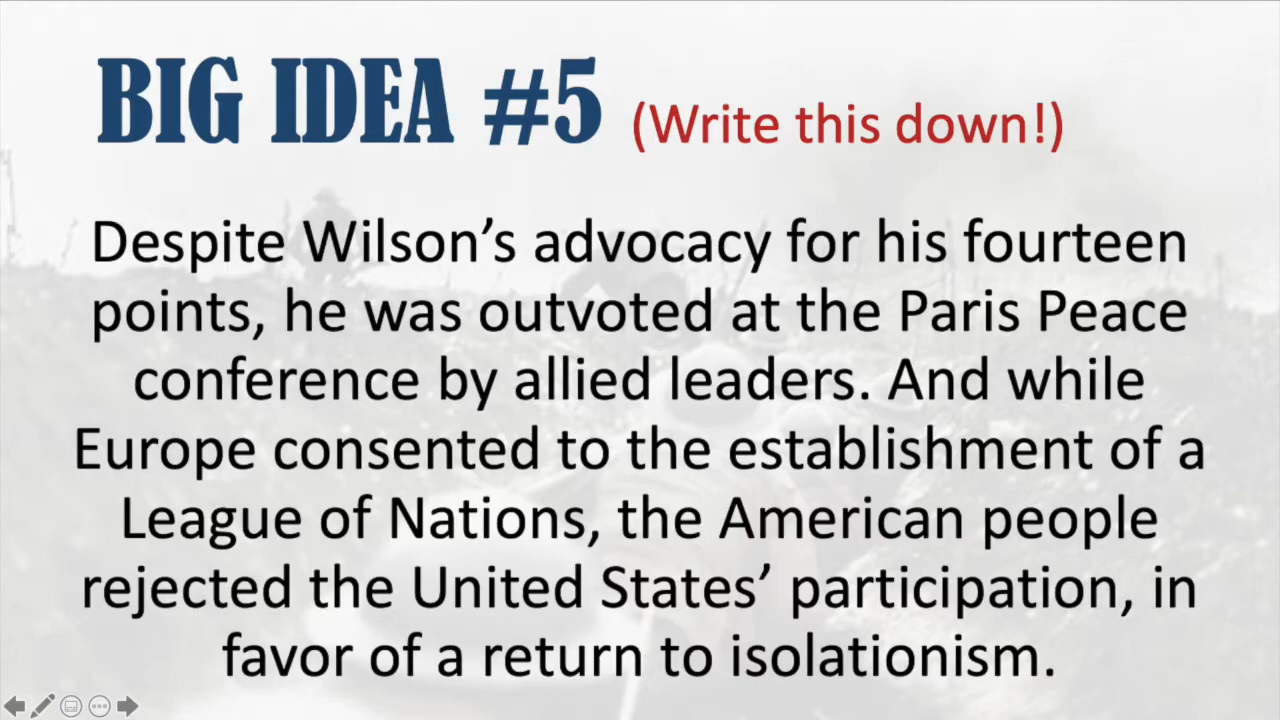 BIG IDEA #5 (Write this down!)
Despite Wilson’s advocacy for his fourteen
points, he was outvoted at the Paris Peace
conference by allied leaders. And while
Europe consented to the establishment of a
League of Nations, the American people
rejected the United States’ participation, in
favor of a return to isolationism.